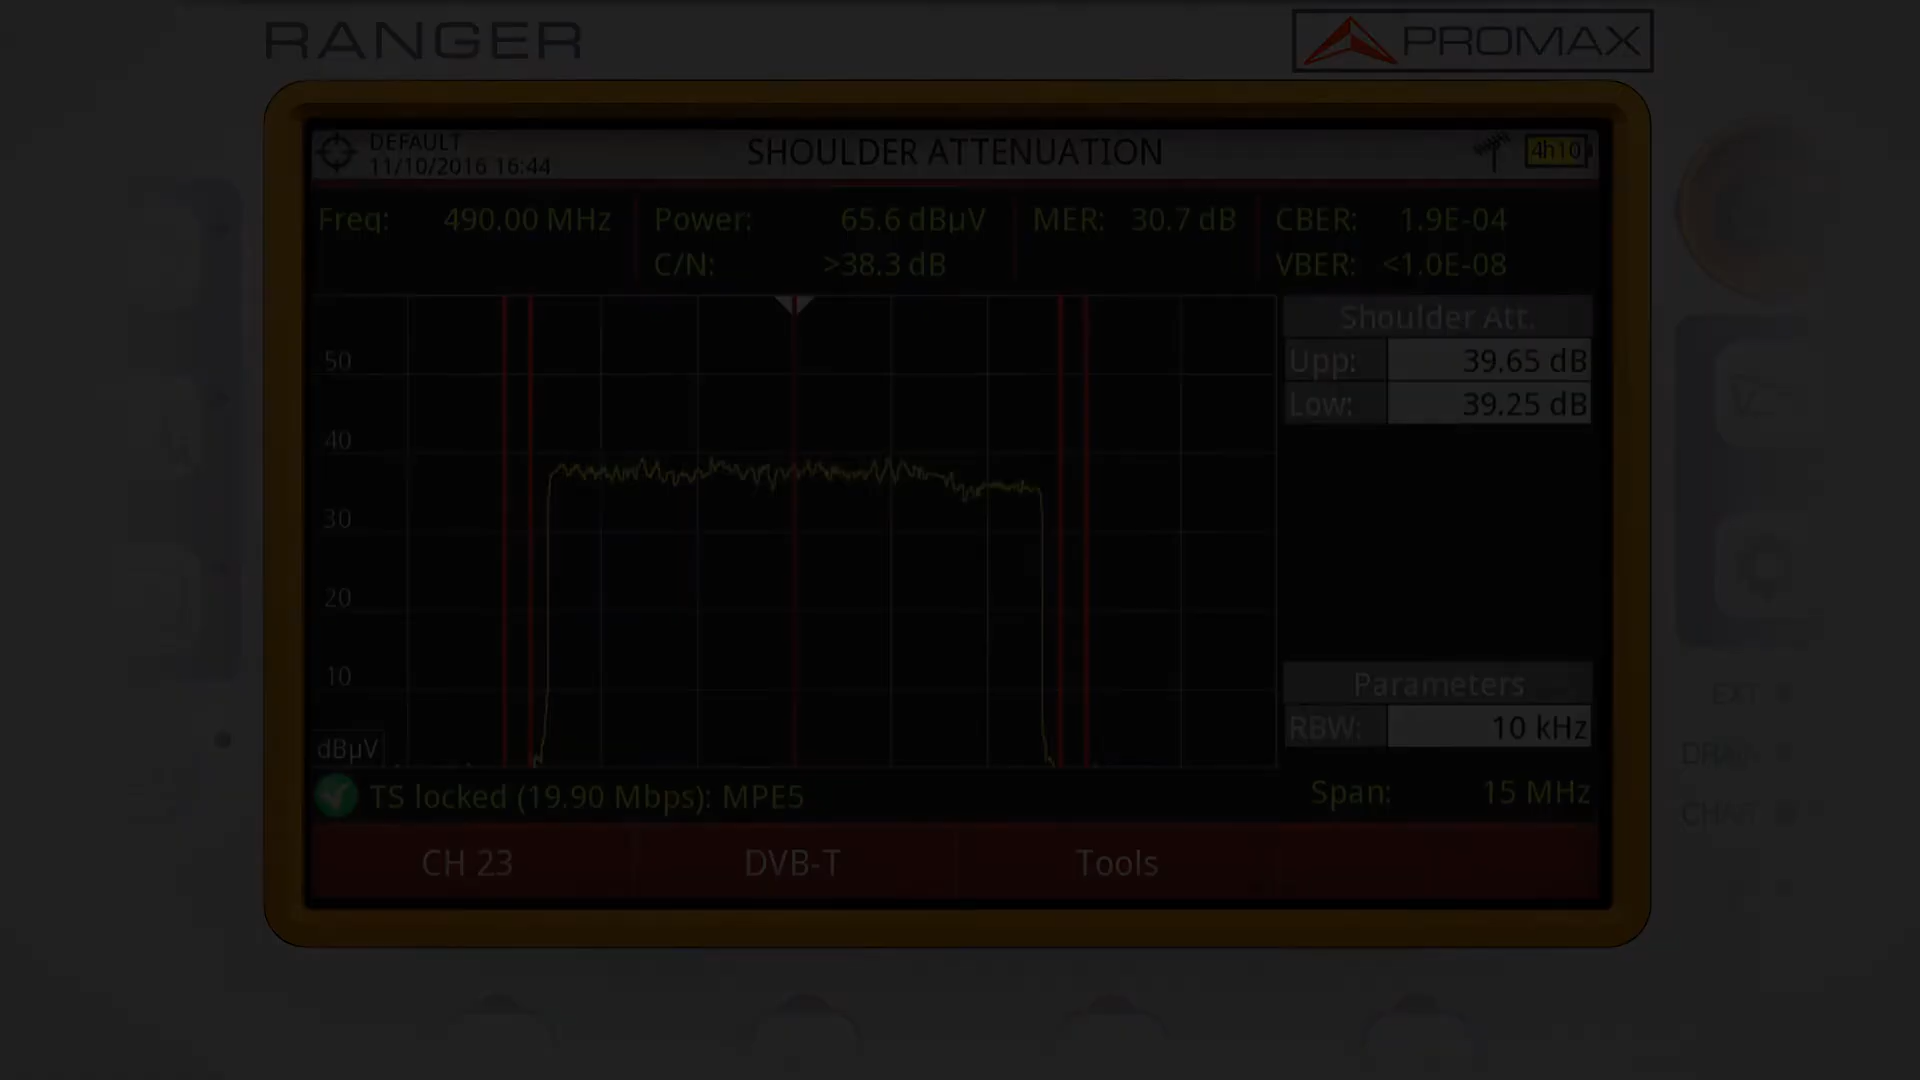 RANGER
PROMAX
DEFAULT
11/10/2016 16:44
SHOULDER ATTENUATION
4h10
Freq: 490.00 MHz
Power: 65.6 dBµV
MER: 30.7 dB
CBER: 1.9E-04
C/N: >38.3 dB
VBER: <1.0E-08
Shoulder Att.
Upp: 39.65 dB
Low: 39.25 dB
50
40
30
20
10
dBµV
Parameters
RBW: 10 kHz
TS locked (19.90 Mbps): MPE5
Span: 15 MHz
CH 23
DVB-T
Tools
EXT
DRAIN